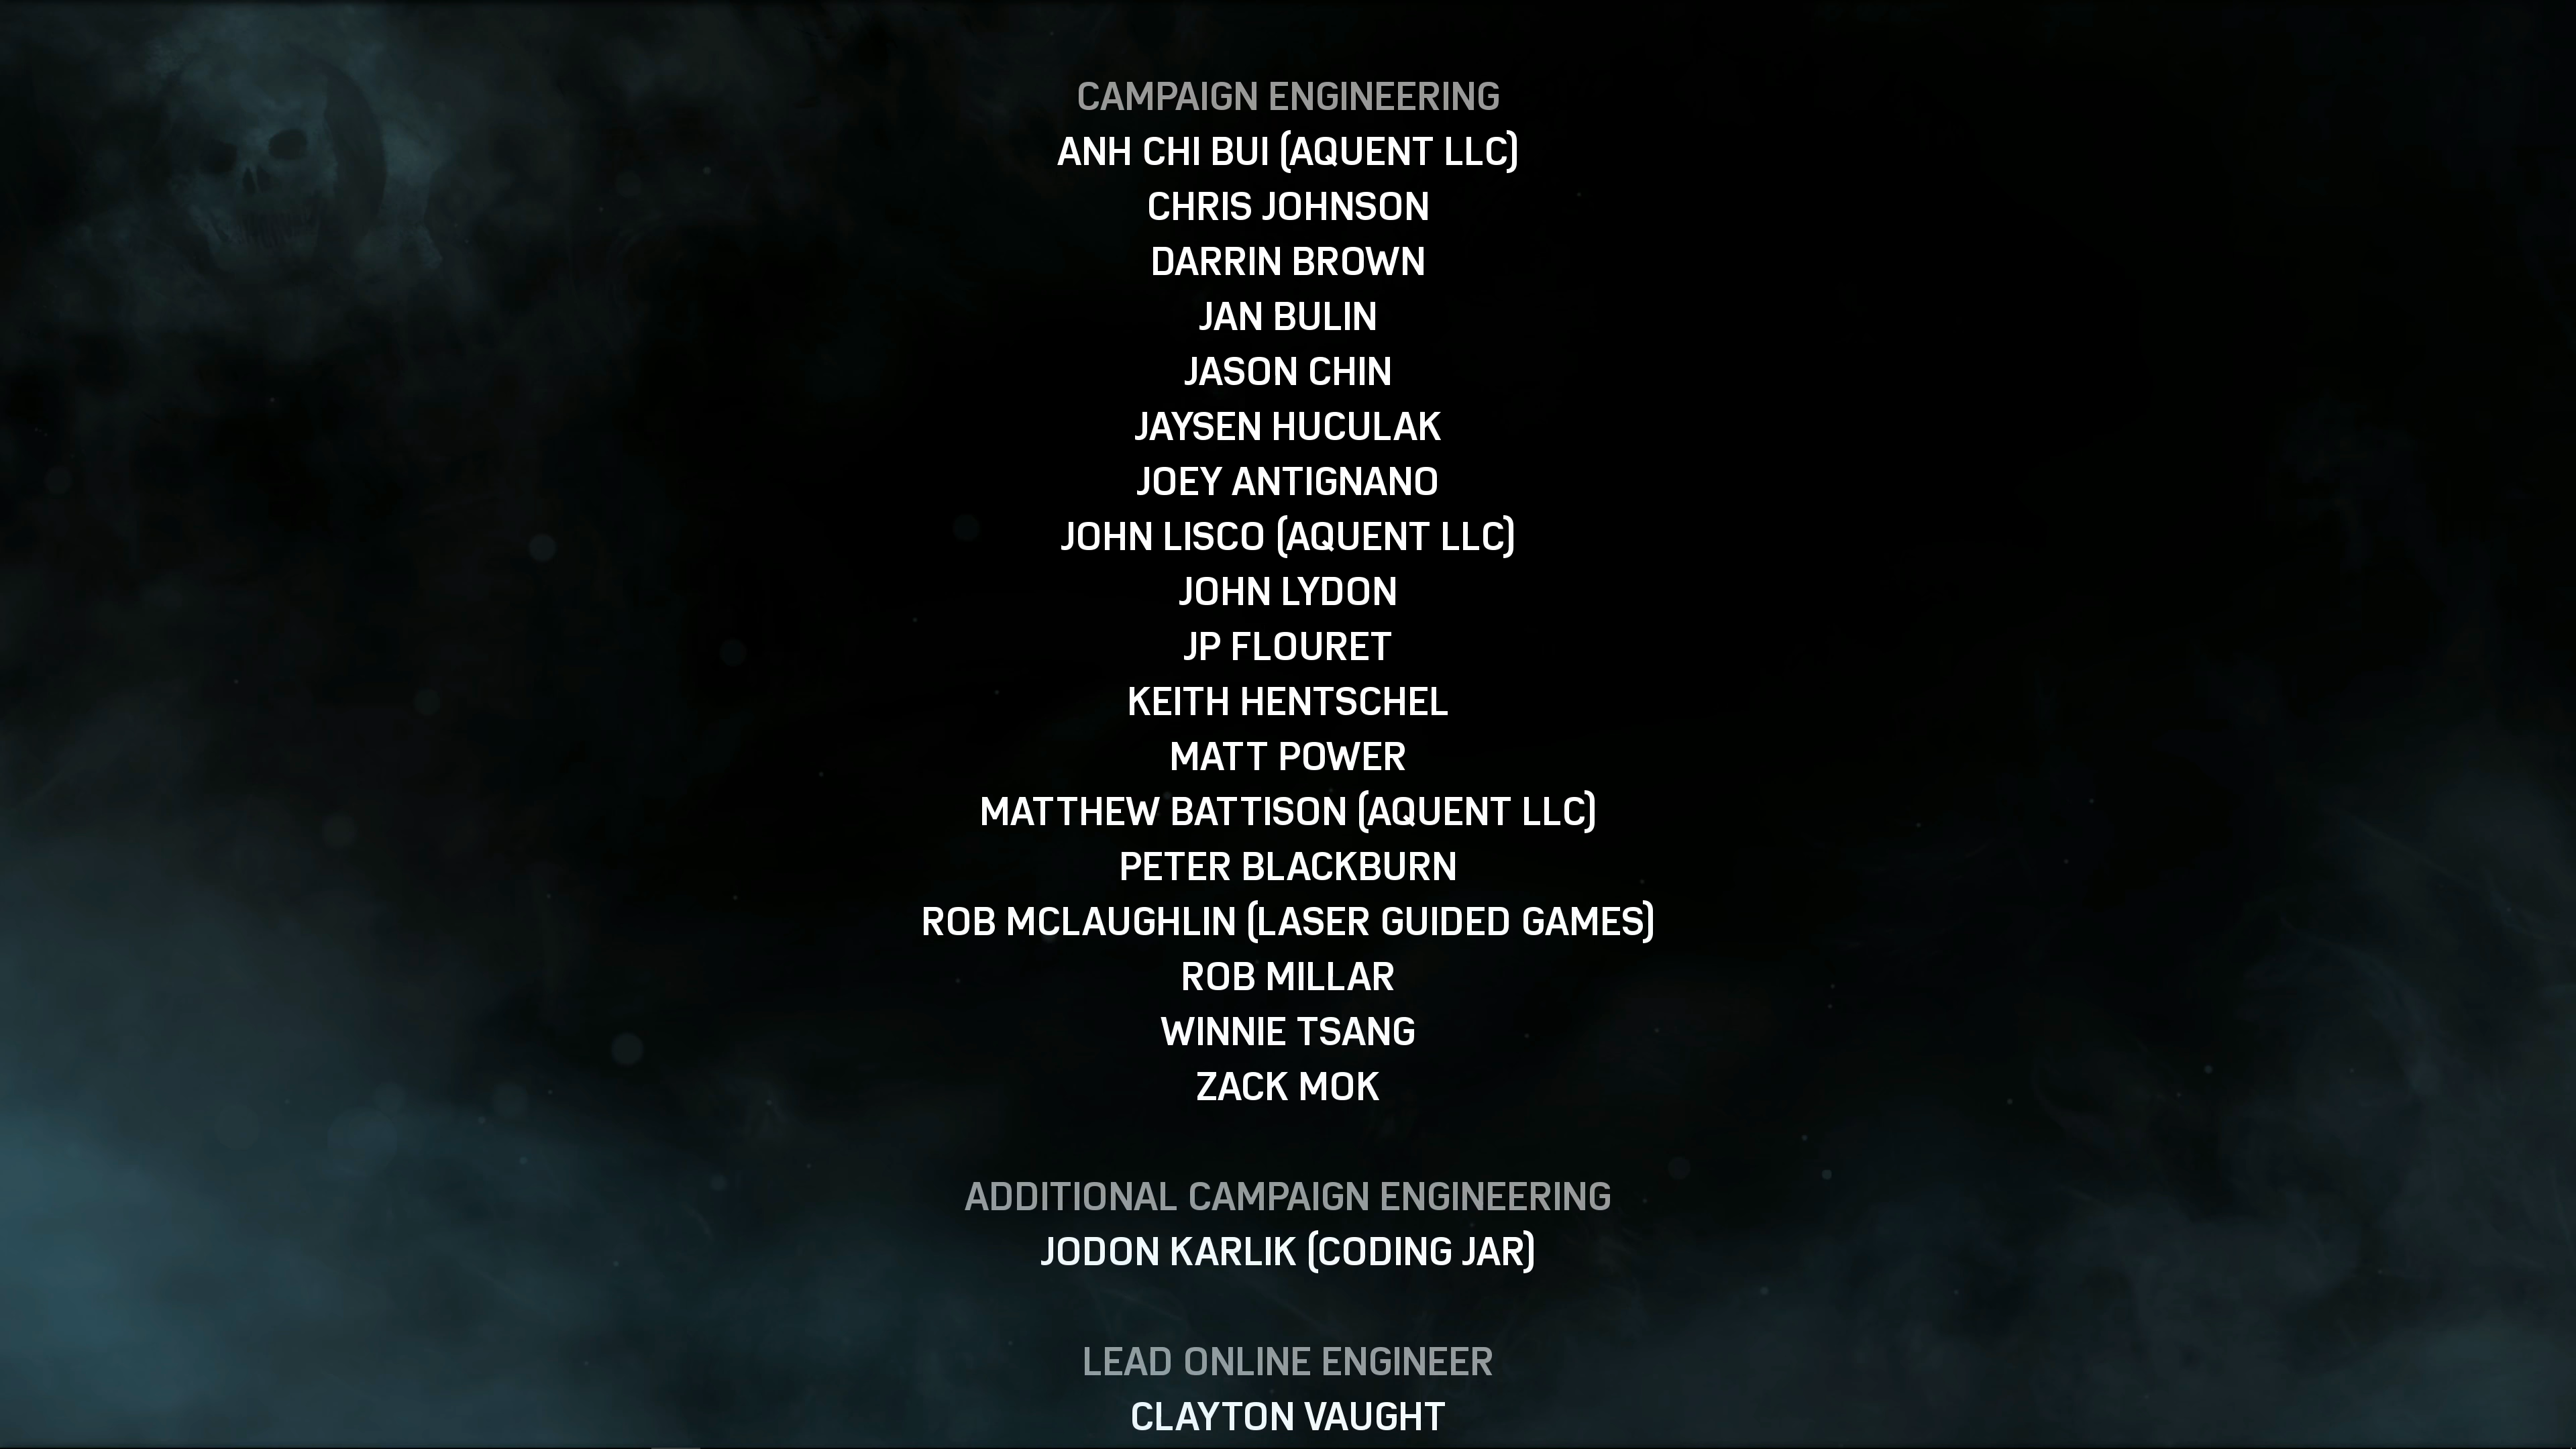 CAMPAIGN ENGINEERING
ANH CHI BUI (AQUENT LLC)
CHRIS JOHNSON
DARRIN BROWN
JAN BULIN
JASON CHIN
JAYSEN HUCULAK
JOEY ANTIGNANO
JOHN LISCO (AQUENT LLC)
JOHN LYDON
JP FLOURET
KEITH HENTSCHEL
MATT POWER
MATTHEW BATTISON (AQUENT LLC)
PETER BLACKBURN
ROB MCLAUGHLIN (LASER GUIDED GAMES)
ROB MILLAR
WINNIE TSANG
ZACK MOK
ADDITIONAL CAMPAIGN ENGINEERING
JODON KARLIK (CODING JAR)
LEAD ONLINE ENGINEER
CLAYTON VAUGHT